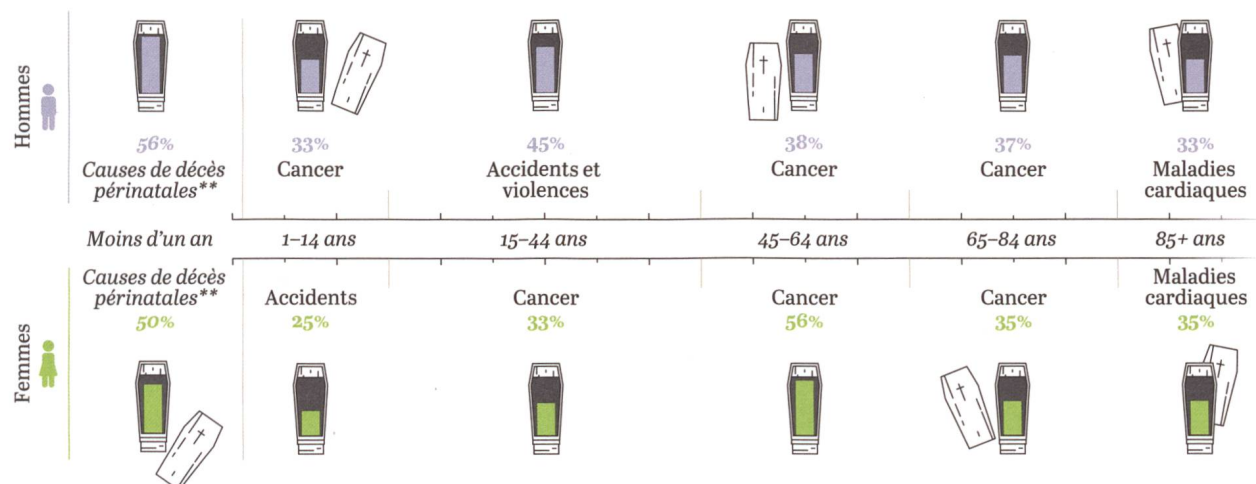 Hommes
56% 33% 45% 38% 37% 33%
Causes de décès Cancer Accidents et Cancer Cancer Maladies
périnatales** violences cardiaques
Moins d'un an 1–14 ans 15–44 ans 45–64 ans 65–84 ans 85+ ans
Femmes
Causes de décès Maladies
périnatales** Accidents Cancer Cancer Cancer cardiaques
50% 25% 33% 56% 35% 35%